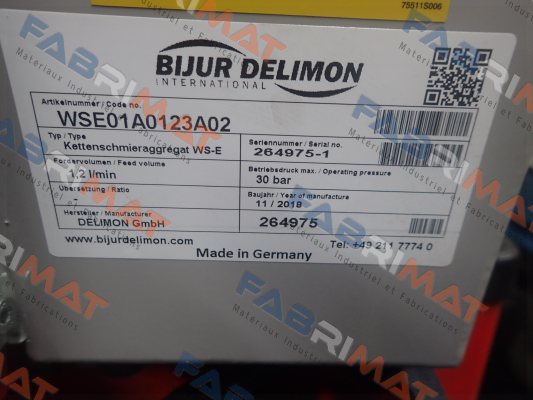 75511S006
BIJUR DELIMON
INTERNATIONAL
Artikelnummer / Code no.
WSE01A0123A02
Typ / Type
Kettenschmieraggregat WS-E
Seriennummer / Serial no.
264975-1
Fördervolumen / Feed volume
1,2 l/min
Betriebsdruck max. / Operating pressure
30 bar
Übersetzung / Ratio
Baujahr / Year of manufacture
11 / 2018
Hersteller / Manufacturer
DELIMON GmbH
264975
www.bijurdelimon.com
Tel: +49 211 7774 0
Made in Germany
FABRIMAT
Materiaux Industriel et Fabrications